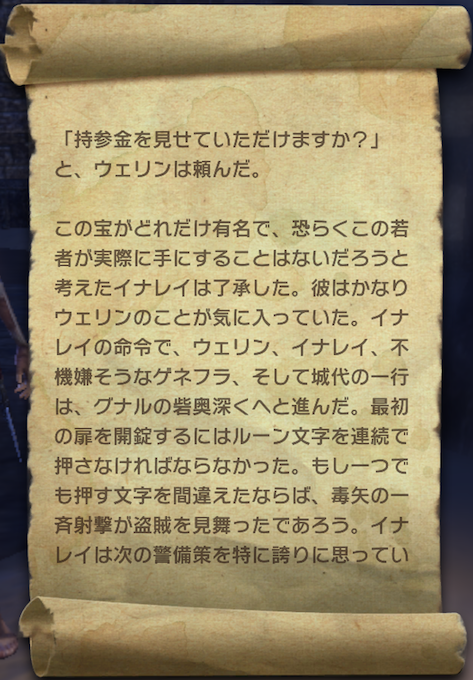 「持参金を見せていただけますか？」
と、ウェリンは頼んだ。
この宝がどれだけ有名で、恐らくこの若
者が実際に手にすることはないだろうと
考えたイナレイは了承した。彼はかなり
ウェリンのことが気に入っていた。イナ
レイの命令で、ウェリン、イナレイ、不
機嫌そうなゲネフラ、そして城代の一行
は、グナルの砦奥深くへと進んだ。最初
の扉を開錠するにはルーン文字を連続で
押さなければならなかった。もし一つで
も押す文字を間違えたならば、毒矢の一
斉射撃が盗賊を見舞ったであろう。イナ
レイは次の警備策を特に誇りに思ってい